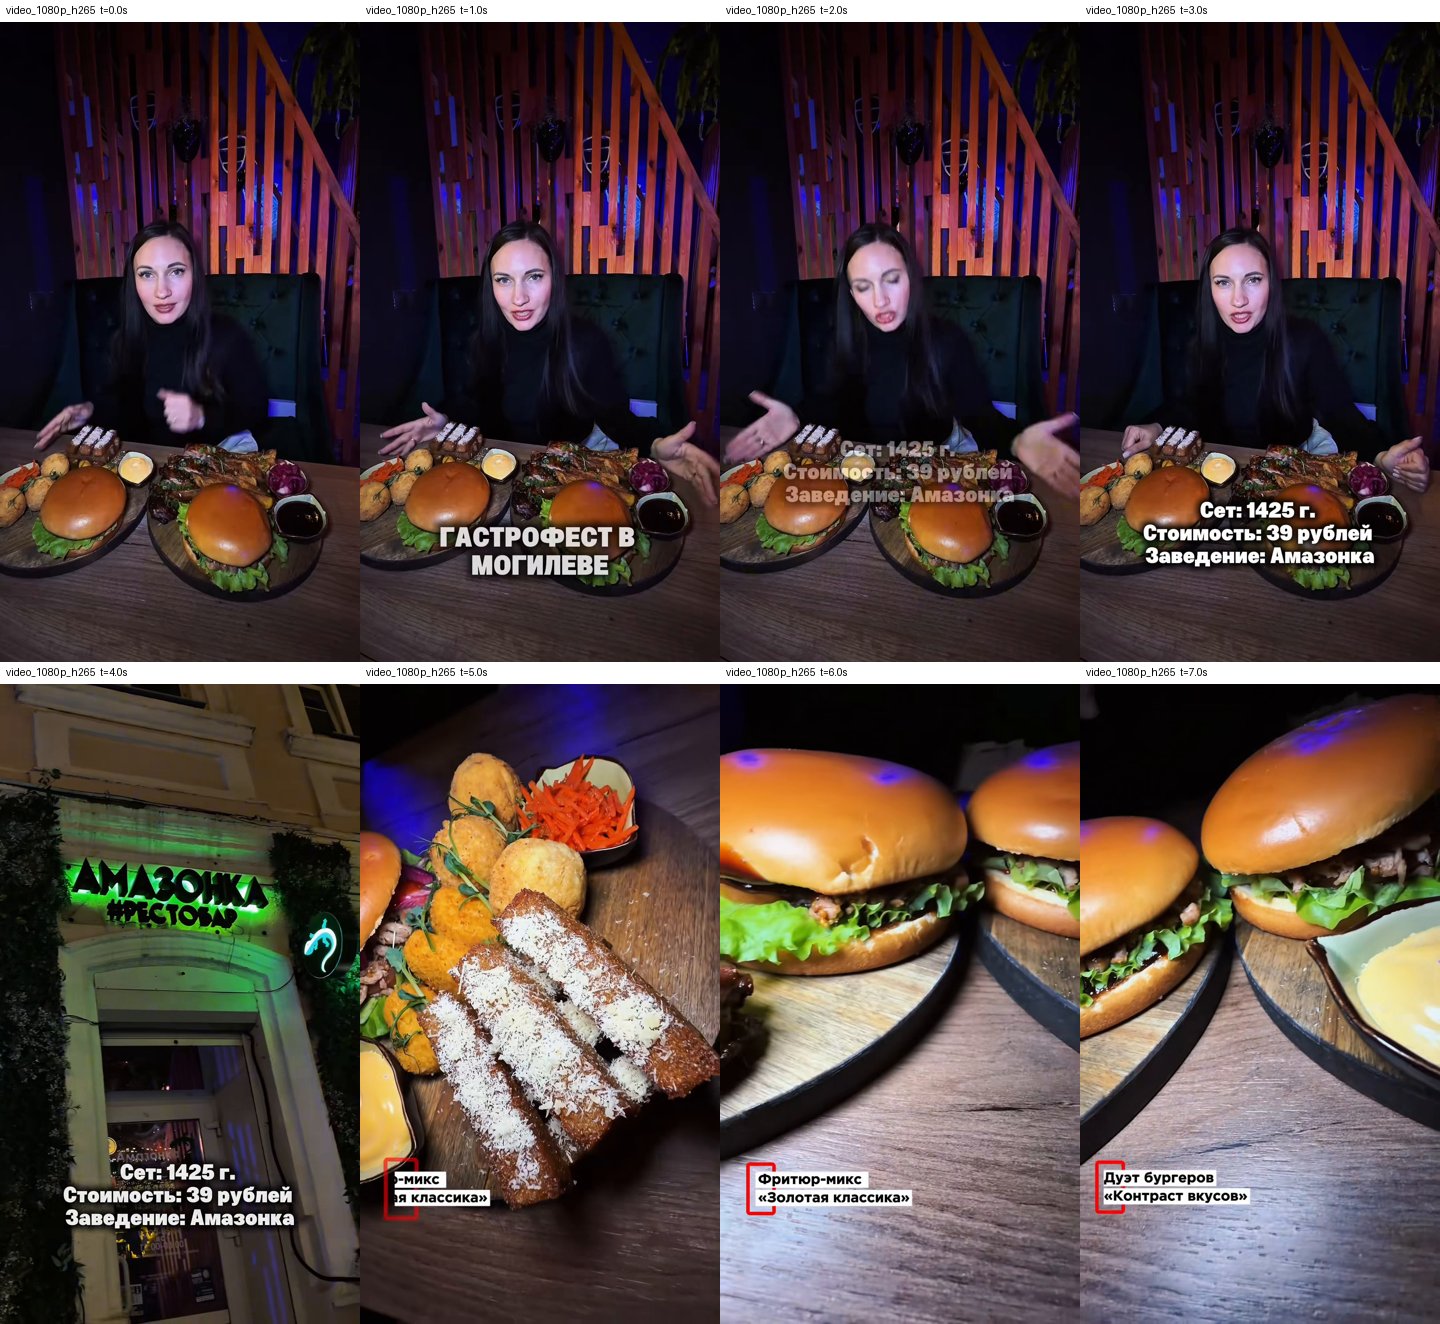 video_1080p_h265 t=0.0s
video_1080p_h265 t=1.0s
video_1080p_h265 t=2.0s
video_1080p_h265 t=3.0s
ГАСТРОФЕСТ В
МОГИЛЕВЕ
Сет: 1425 г.
Стоимость: 39 рублей
Заведение: Амазонка
Сет: 1425 г.
Стоимость: 39 рублей
Заведение: Амазонка
video_1080p_h265 t=4.0s
video_1080p_h265 t=5.0s
video_1080p_h265 t=6.0s
video_1080p_h265 t=7.0s
АМАЗОНКА
#РЕСТОБАР
Сет: 1425 г.
Стоимость: 39 рублей
Заведение: Амазонка
р-микс
ая классика»
Фритюр-микс
«Золотая классика»
Дуэт бургеров
«Контраст вкусов»